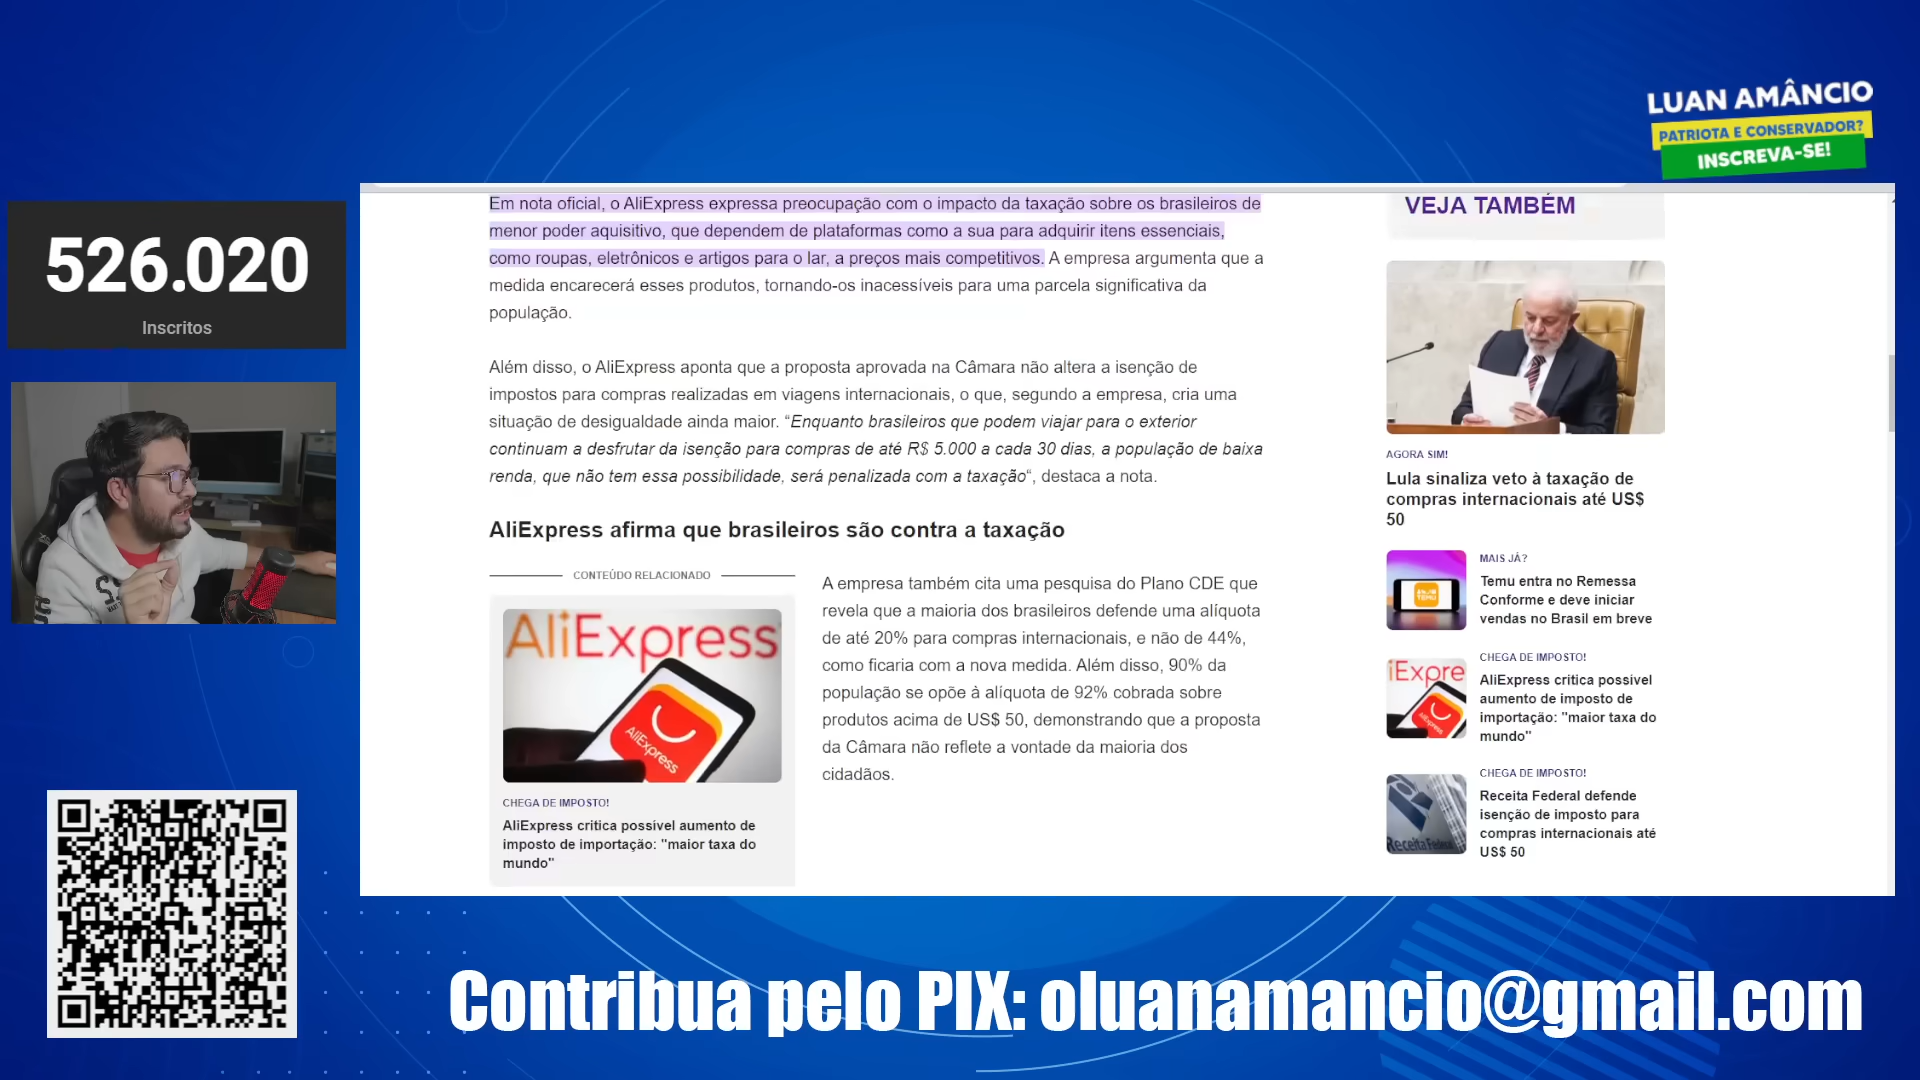 LUAN AMÂNCIO
PATRIOTA E CONSERVADOR?
INSCREVA-SE!
526.020
Inscritos
Em nota oficial, o AliExpress expressa preocupação com o impacto da taxação sobre os brasileiros de
menor poder aquisitivo, que dependem de plataformas como a sua para adquirir itens essenciais,
como roupas, eletrônicos e artigos para o lar, a preços mais competitivos. A empresa argumenta que a
medida encarecerá esses produtos, tornando-os inacessíveis para uma parcela significativa da
população.
Além disso, o AliExpress aponta que a proposta aprovada na Câmara não altera a isenção de
impostos para compras realizadas em viagens internacionais, o que, segundo a empresa, cria uma
situação de desigualdade ainda maior. “Enquanto brasileiros que podem viajar para o exterior
continuam a desfrutar da isenção para compras de até R$ 5.000 a cada 30 dias, a população de baixa
renda, que não tem essa possibilidade, será penalizada com a taxação“, destaca a nota.
AliExpress afirma que brasileiros são contra a taxação
CONTEÚDO RELACIONADO
AliExpress
AliExpress
CHEGA DE IMPOSTO!
AliExpress critica possível aumento de
imposto de importação: "maior taxa do
mundo"
A empresa também cita uma pesquisa do Plano CDE que
revela que a maioria dos brasileiros defende uma alíquota
de até 20% para compras internacionais, e não de 44%,
como ficaria com a nova medida. Além disso, 90% da
população se opõe à alíquota de 92% cobrada sobre
produtos acima de US$ 50, demonstrando que a proposta
da Câmara não reflete a vontade da maioria dos
cidadãos.
VEJA TAMBÉM
AGORA SIM!
Lula sinaliza veto à taxação de
compras internacionais até US$
50
TEMU
MAIS JÁ?
Temu entra no Remessa
Conforme e deve iniciar
vendas no Brasil em breve
iExpre
CHEGA DE IMPOSTO!
AliExpress critica possível
aumento de imposto de
importação: "maior taxa do
mundo"
Receita Federal
CHEGA DE IMPOSTO!
Receita Federal defende
isenção de imposto para
compras internacionais até
US$ 50
Contribua pelo PIX: oluanamancio@gmail.com